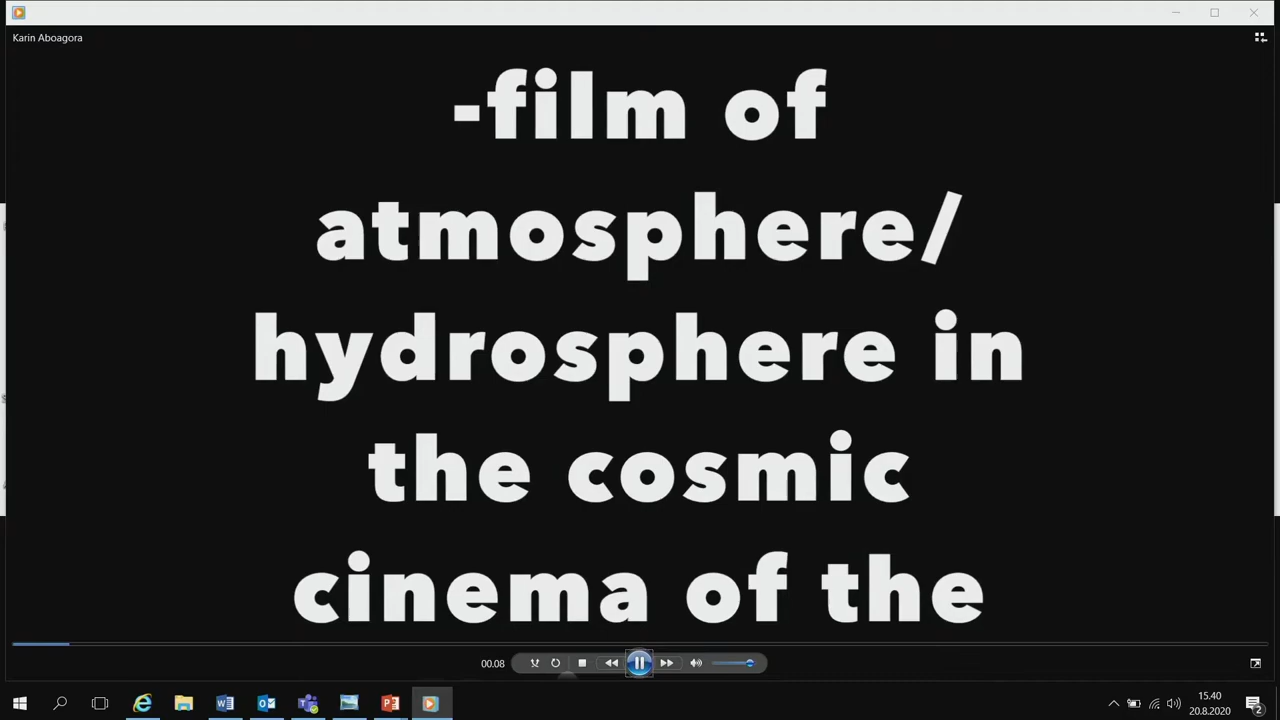 Karin Aboagora
-film of
atmosphere/
hydrosphere in
the cosmic
cinema of the
00.08
15.40
20.8.2020
2